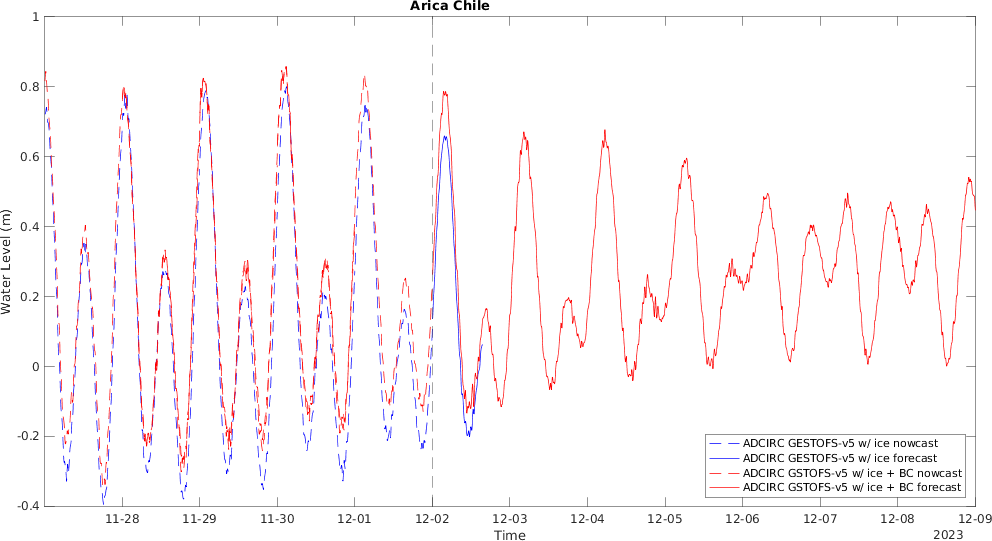 Arica Chile
Water Level (m)
1
0.8
0.6
0.4
0.2
0
-0.2
-0.4
11-28 11-29 11-30 12-01 12-02 12-03 12-04 12-05 12-06 12-07 12-08 12-09
Time
2023
ADCIRC GESTOFS-v5 w/ ice nowcast
ADCIRC GESTOFS-v5 w/ ice forecast
ADCIRC GSTOFS-v5 w/ ice + BC nowcast
ADCIRC GSTOFS-v5 w/ ice + BC forecast